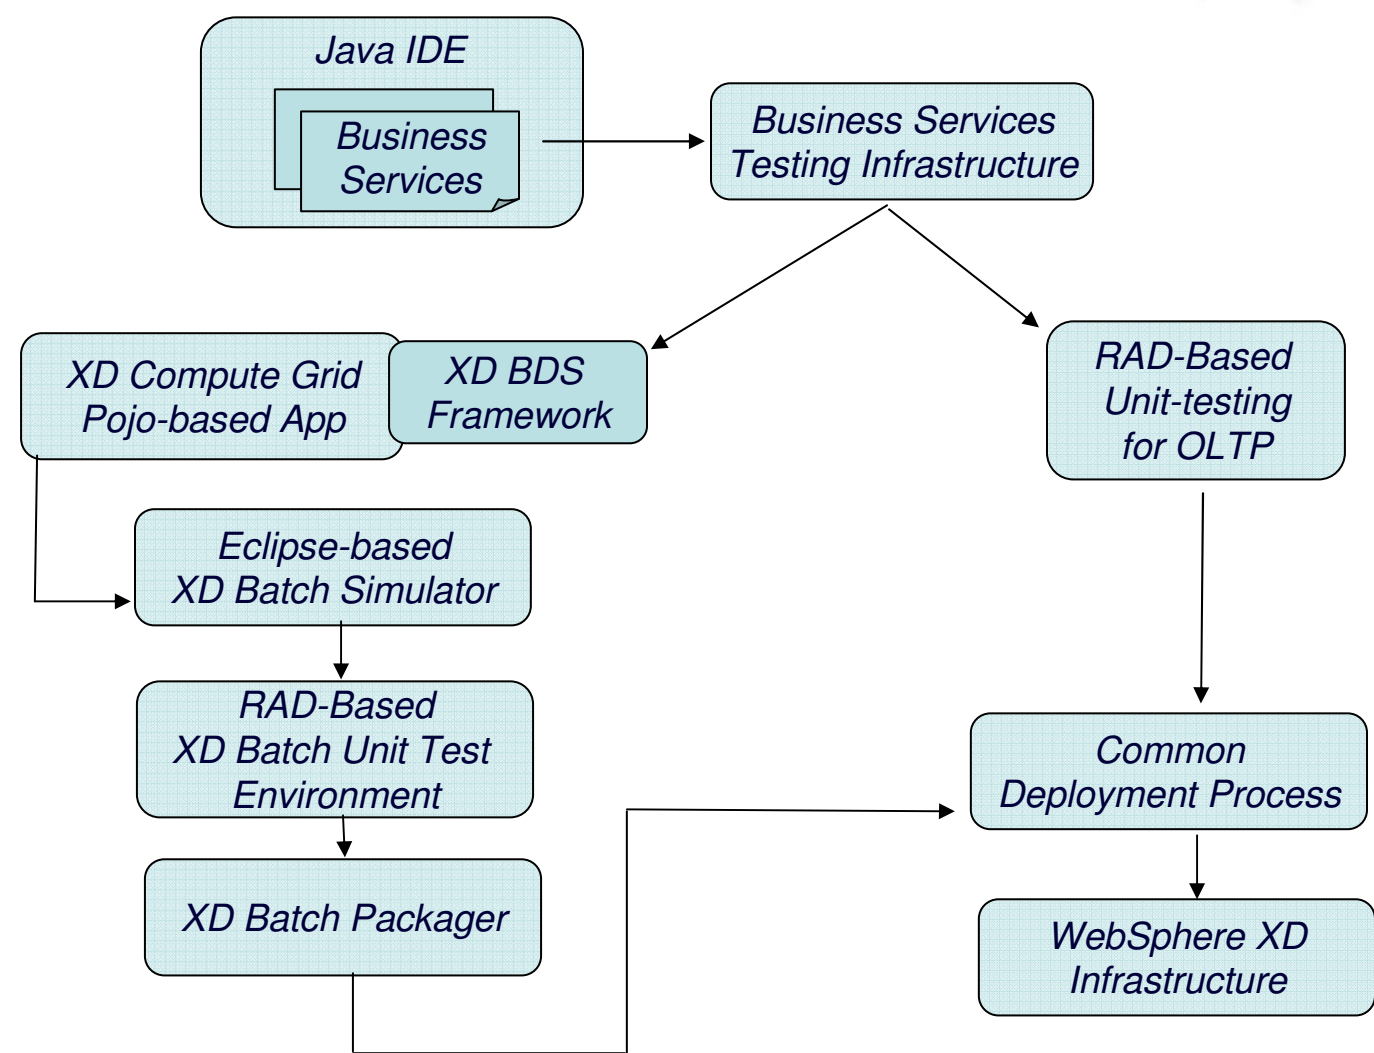 Java IDE
Business
Services
Business Services
Testing Infrastructure
XD Compute Grid
Pojo-based App
XD BDS
Framework
RAD-Based
Unit-testing
for OLTP
Eclipse-based
XD Batch Simulator
RAD-Based
XD Batch Unit Test
Environment
Common
Deployment Process
XD Batch Packager
WebSphere XD
Infrastructure